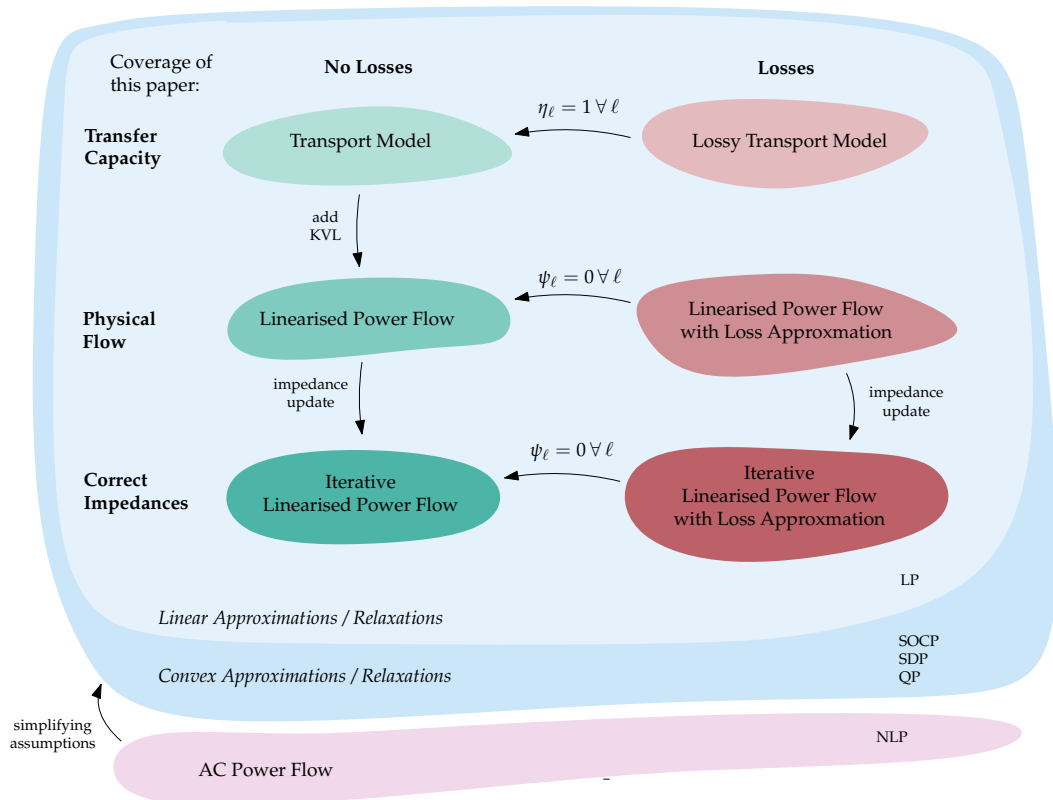 Coverage of
this paper:
No Losses
Losses
Transfer
Capacity
Transport Model
η_ℓ = 1 ∀ ℓ
Lossy Transport Model
add
KVL
Physical
Flow
Linearised Power Flow
ψ_ℓ = 0 ∀ ℓ
Linearised Power Flow
with Loss Approxmation
impedance
update
impedance
update
Correct
Impedances
Iterative
Linearised Power Flow
ψ_ℓ = 0 ∀ ℓ
Iterative
Linearised Power Flow
with Loss Approxmation
LP
Linear Approximations / Relaxations
SOCP
SDP
QP
Convex Approximations / Relaxations
simplifying
assumptions
NLP
AC Power Flow